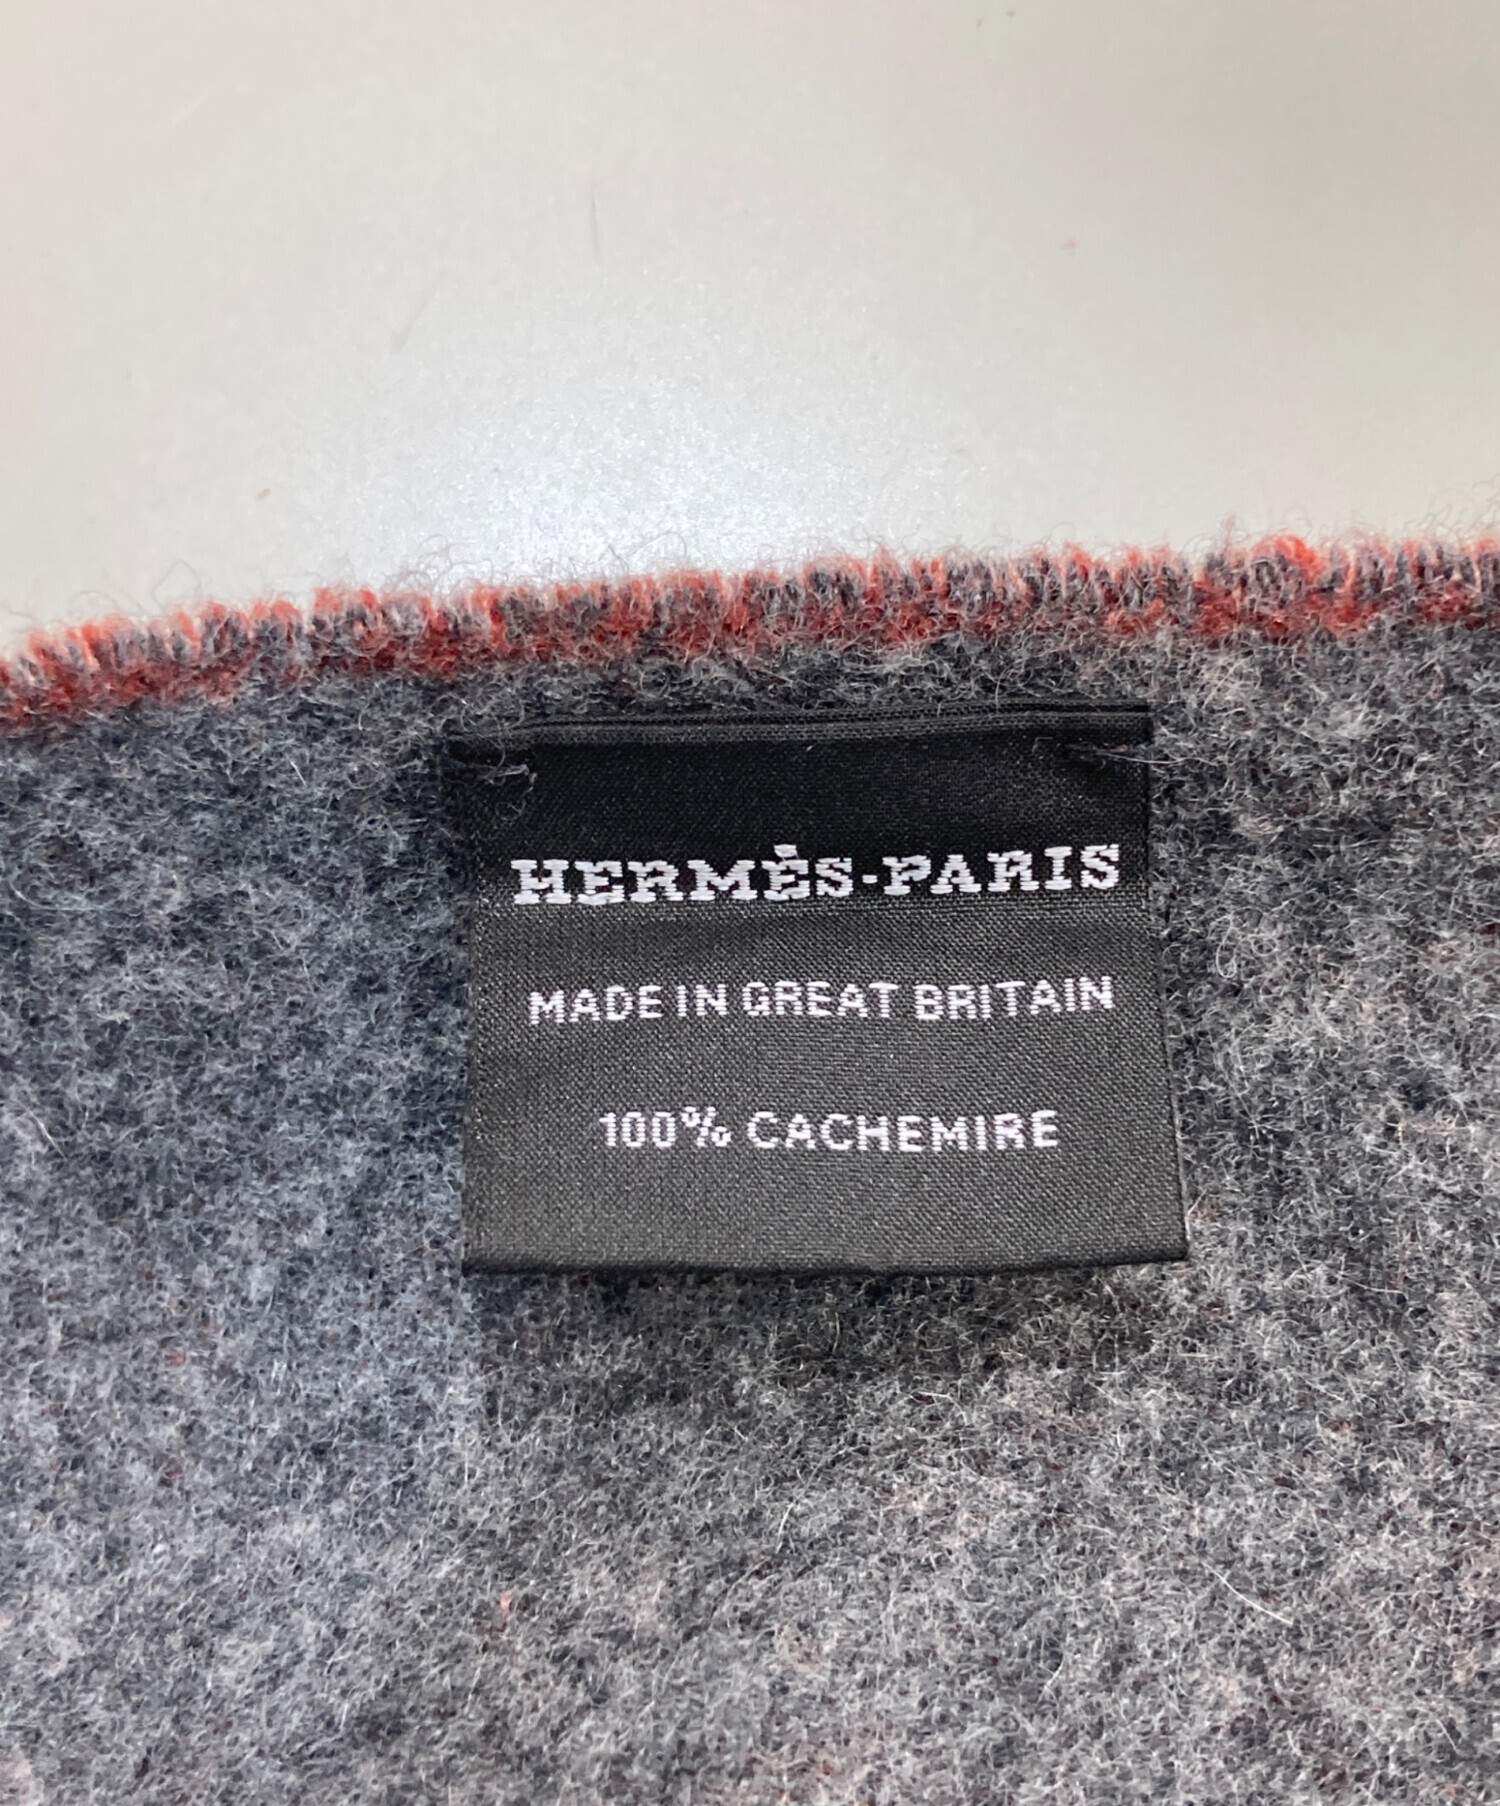 HERMÈS-PARIS
MADE IN GREAT BRITAIN
100% CACHEMIRE